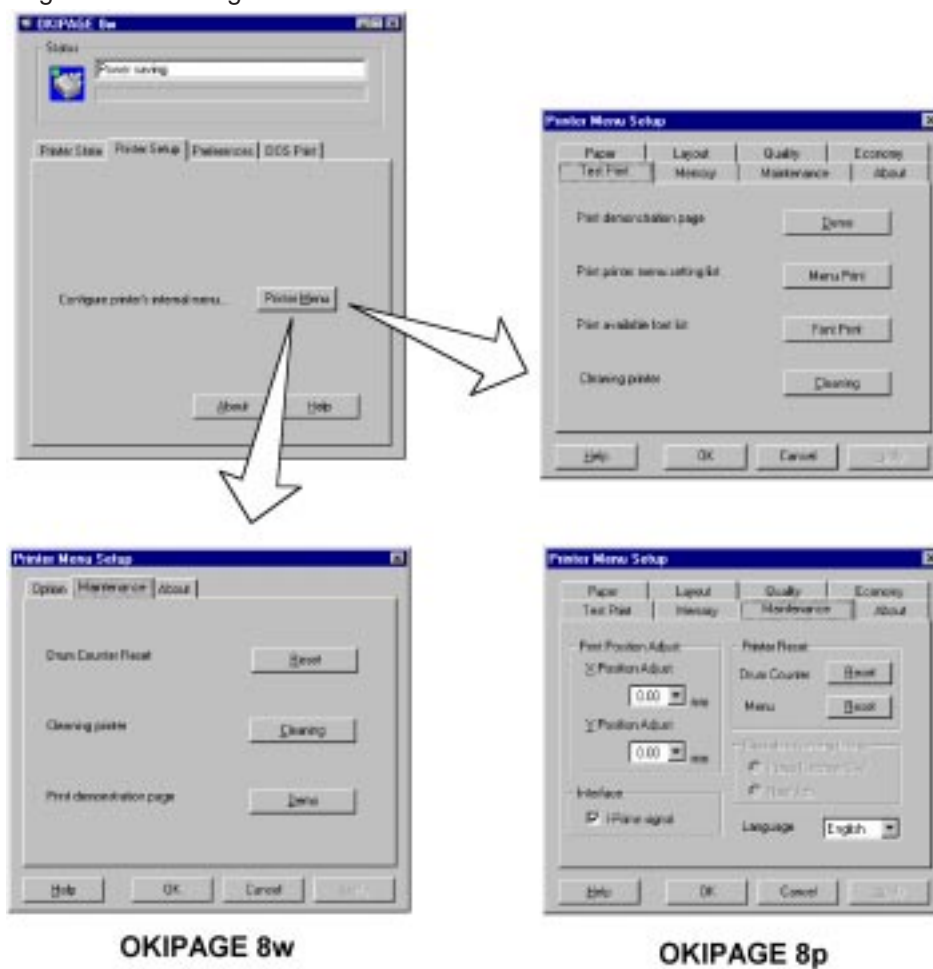 OKIPAGE 8w
Status
Power saving
Printer State Printer Setup Preferences DOS Print
Configure printer's internal menu... Printer Menu
About Help
Printer Menu Setup
Paper Layout Quality Economy
Test Print Memory Maintenance About
Print demonstration page Demo
Print printer menu setting list Menu Print
Print available font list Font Print
Cleaning printer Cleaning
Help OK Cancel
Printer Menu Setup
Option Maintenance About
Drum Counter Reset Reset
Cleaning printer Cleaning
Print demonstration page Demo
Help OK Cancel
OKIPAGE 8w
Printer Menu Setup
Paper Layout Quality Economy
Test Print Memory Maintenance About
Print Position Adjust Printer Reset
X Position Adjust Drum Counter Reset
0.00 mm Menu Reset
Y Position Adjust
0.00 mm
Interface
I-Prime signal Language English
Help OK Cancel
OKIPAGE 8p